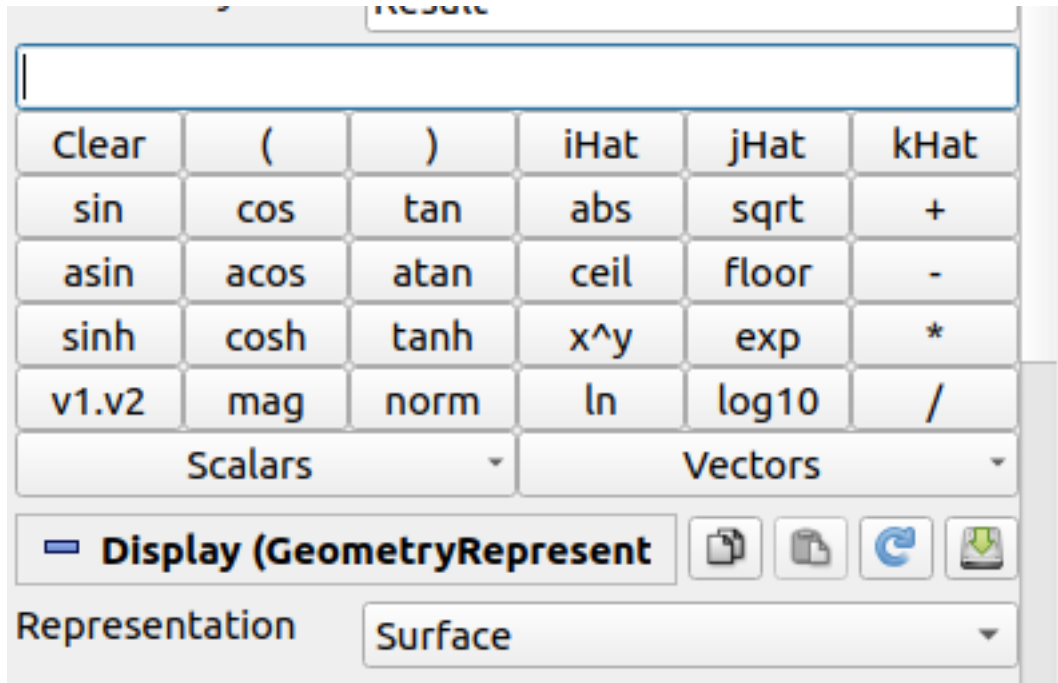 Result
Clear ( ) iHat jHat kHat
sin cos tan abs sqrt +
asin acos atan ceil floor -
sinh cosh tanh x^y exp *
v1.v2 mag norm ln log10 /
Scalars Vectors
Display (GeometryRepresent
Representation Surface